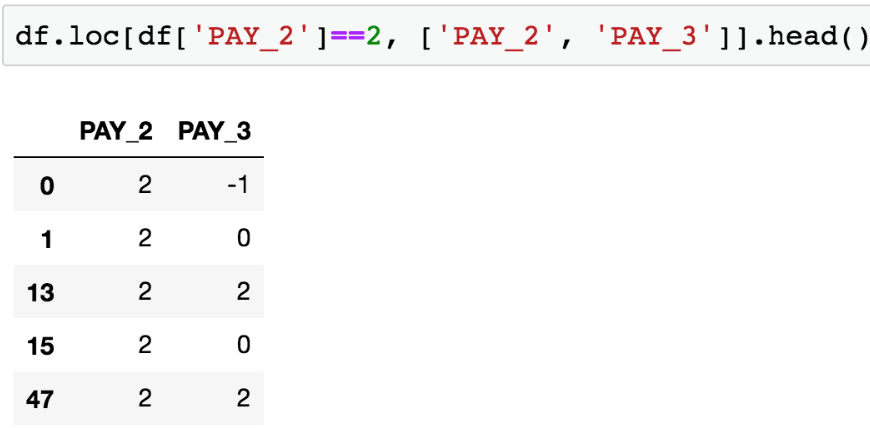 df.loc[df['PAY_2']==2, ['PAY_2', 'PAY_3']].head()
PAY_2 PAY_3
0 2 -1
1 2 0
13 2 2
15 2 0
47 2 2